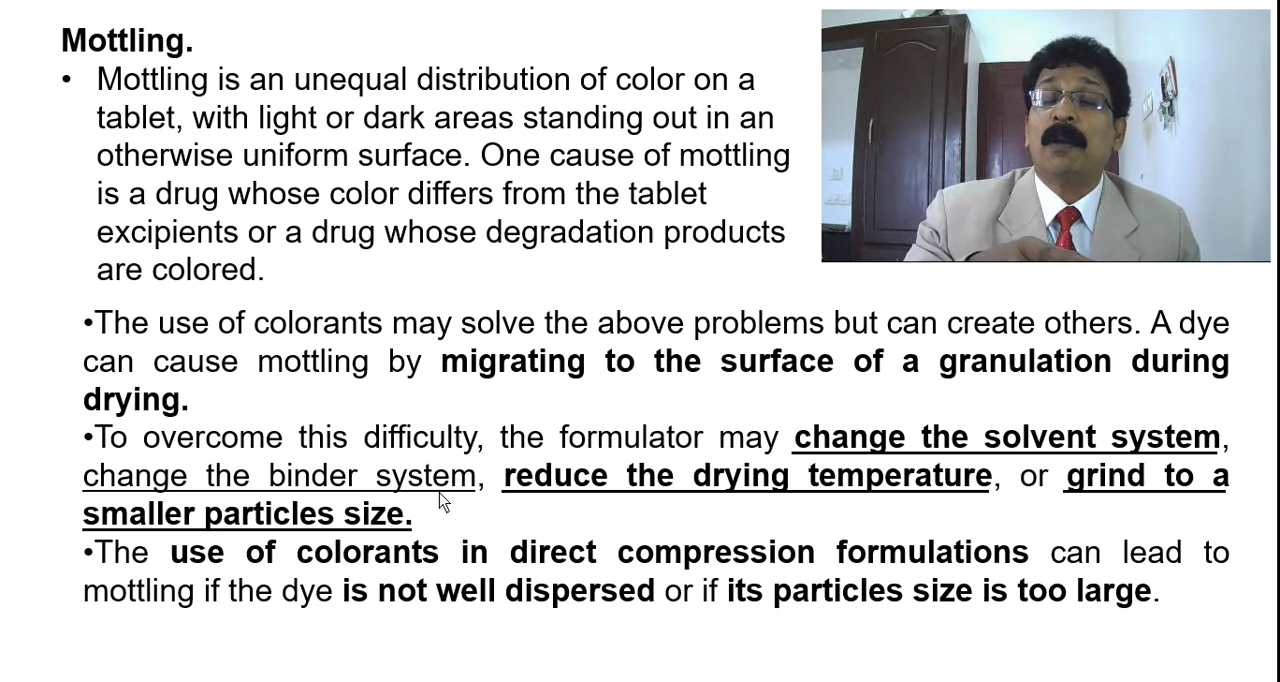 Mottling.
• Mottling is an unequal distribution of color on a
tablet, with light or dark areas standing out in an
otherwise uniform surface. One cause of mottling
is a drug whose color differs from the tablet
excipients or a drug whose degradation products
are colored.
•The use of colorants may solve the above problems but can create others. A dye
can cause mottling by migrating to the surface of a granulation during
drying.
•To overcome this difficulty, the formulator may change the solvent system,
change the binder system, reduce the drying temperature, or grind to a
smaller particles size.
•The use of colorants in direct compression formulations can lead to
mottling if the dye is not well dispersed or if its particles size is too large.